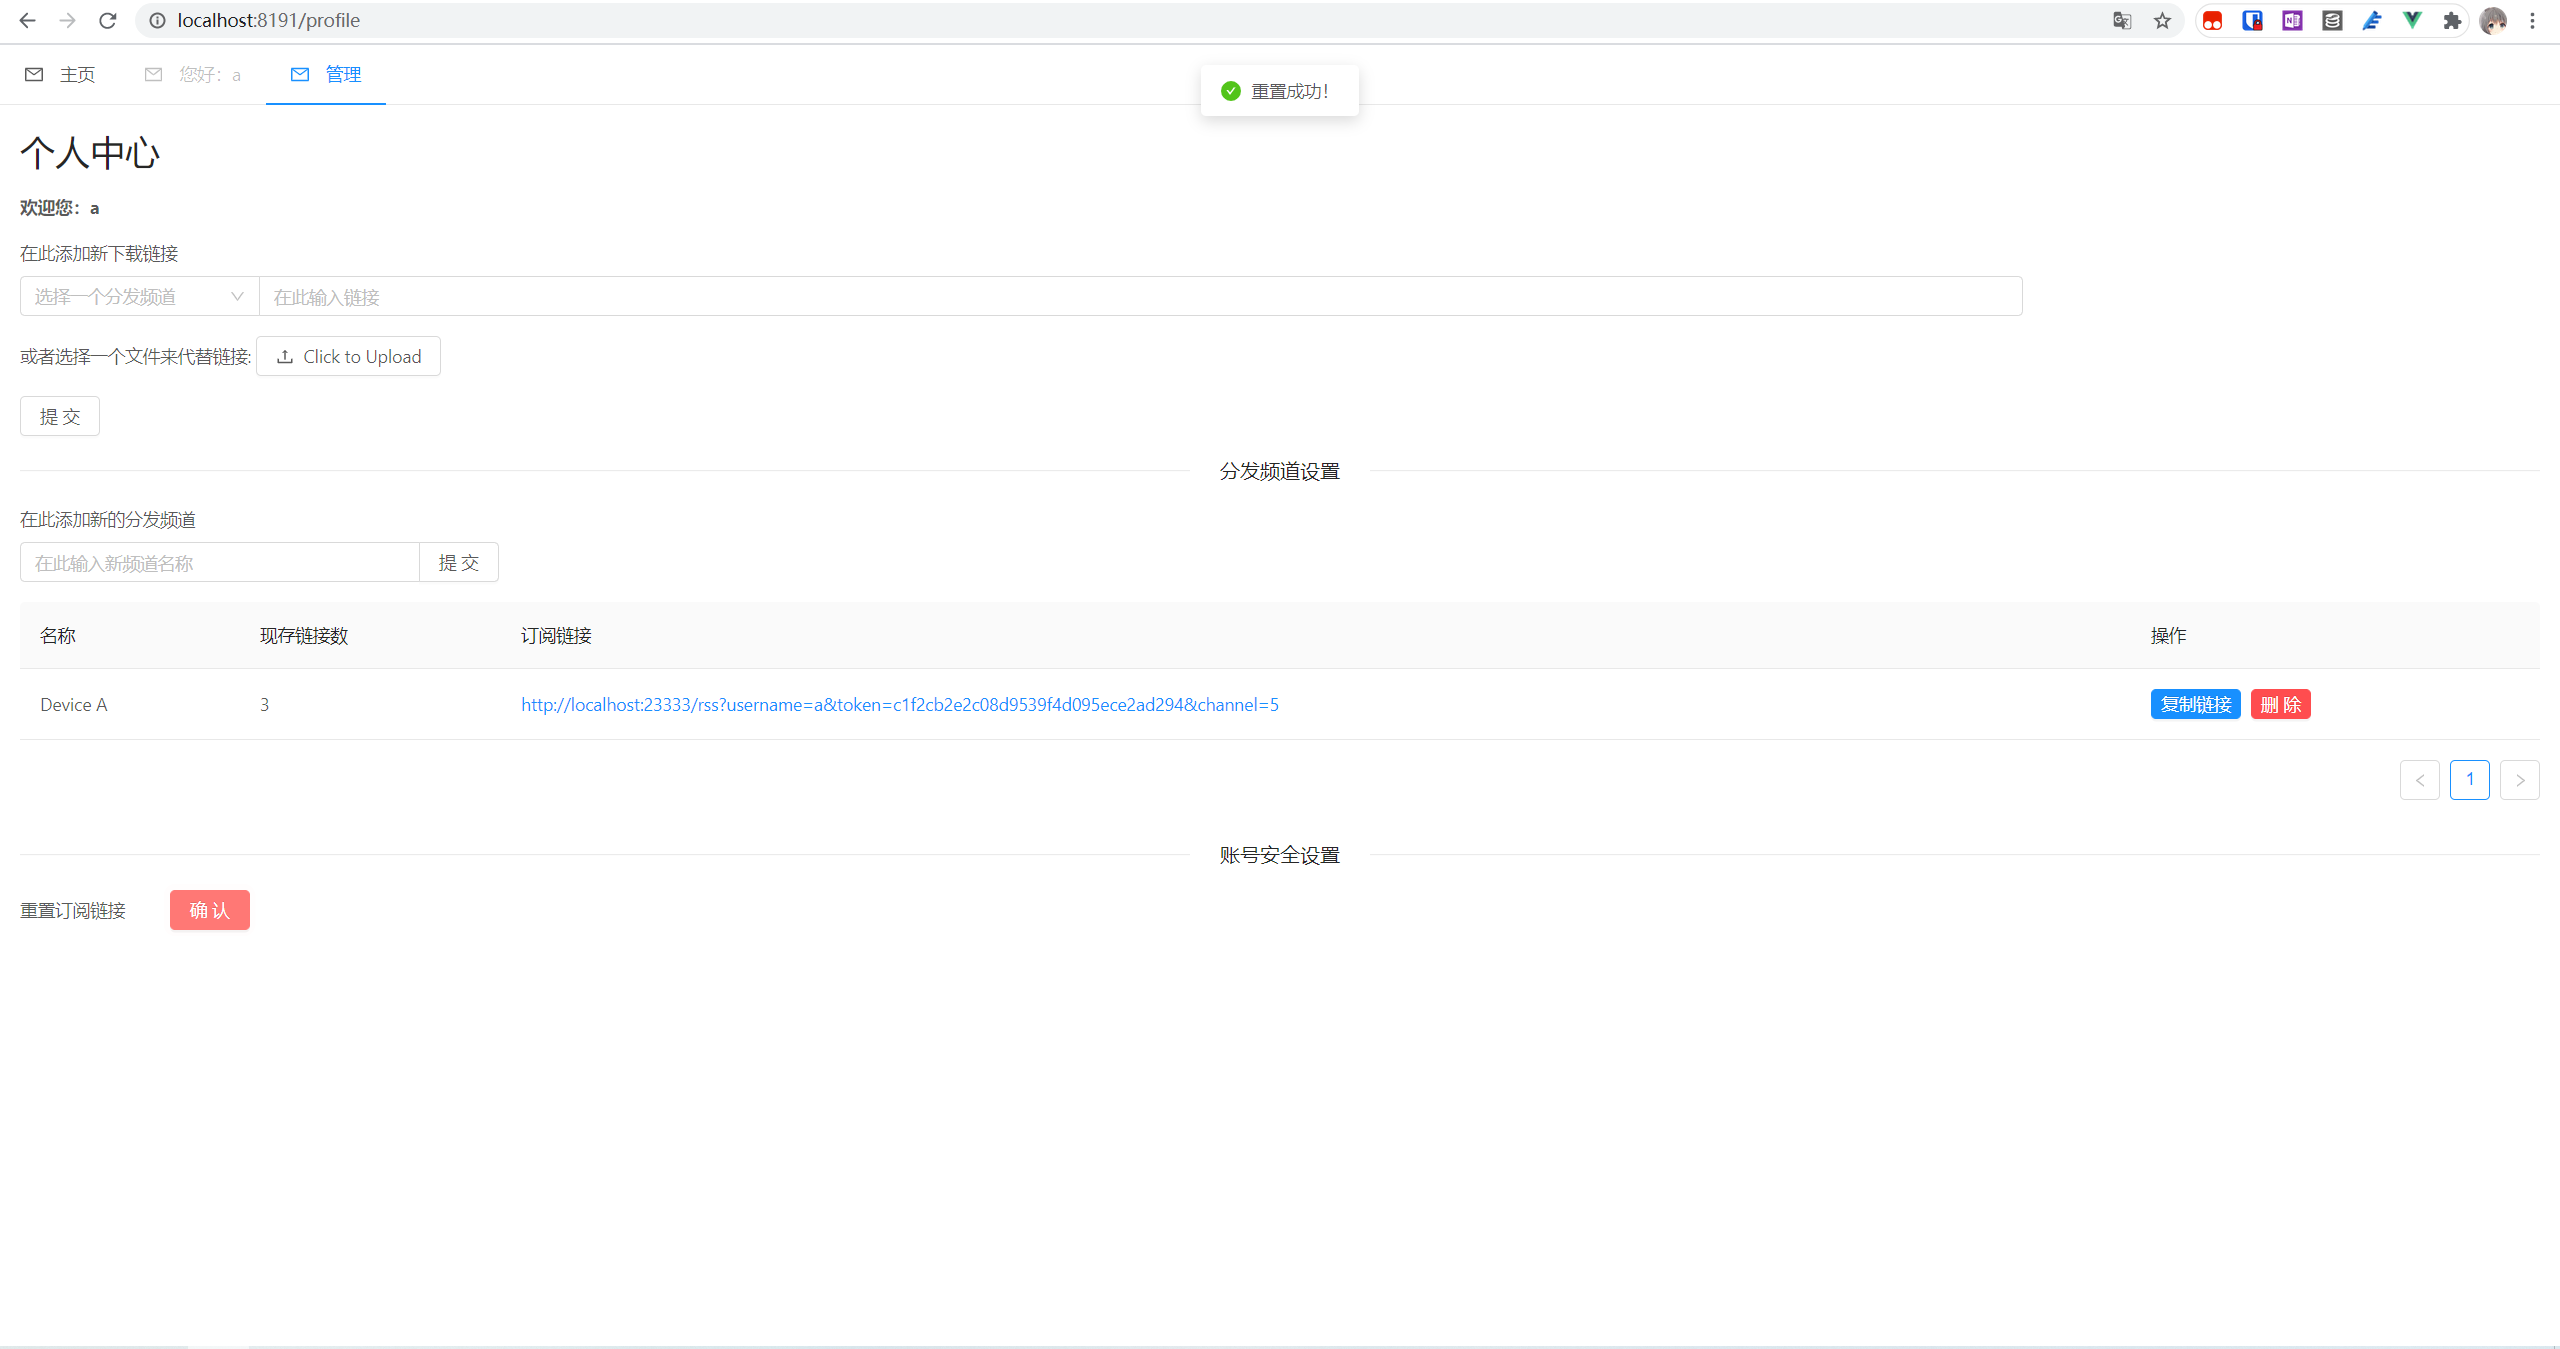 localhost:8191/profile
主页
您好：a
管理
重置成功！
个人中心
欢迎您：a
在此添加新下载链接
选择一个分发频道
在此输入链接
或者选择一个文件来代替链接:
Click to Upload
提 交
分发频道设置
在此添加新的分发频道
在此输入新频道名称
提 交
名称 现存链接数 订阅链接 操作
Device A 3 http://localhost:23333/rss?username=a&token=c1f2cb2e2c08d9539f4d095ece2ad294&channel=5 复制链接 删 除
< 1 >
账号安全设置
重置订阅链接
确 认